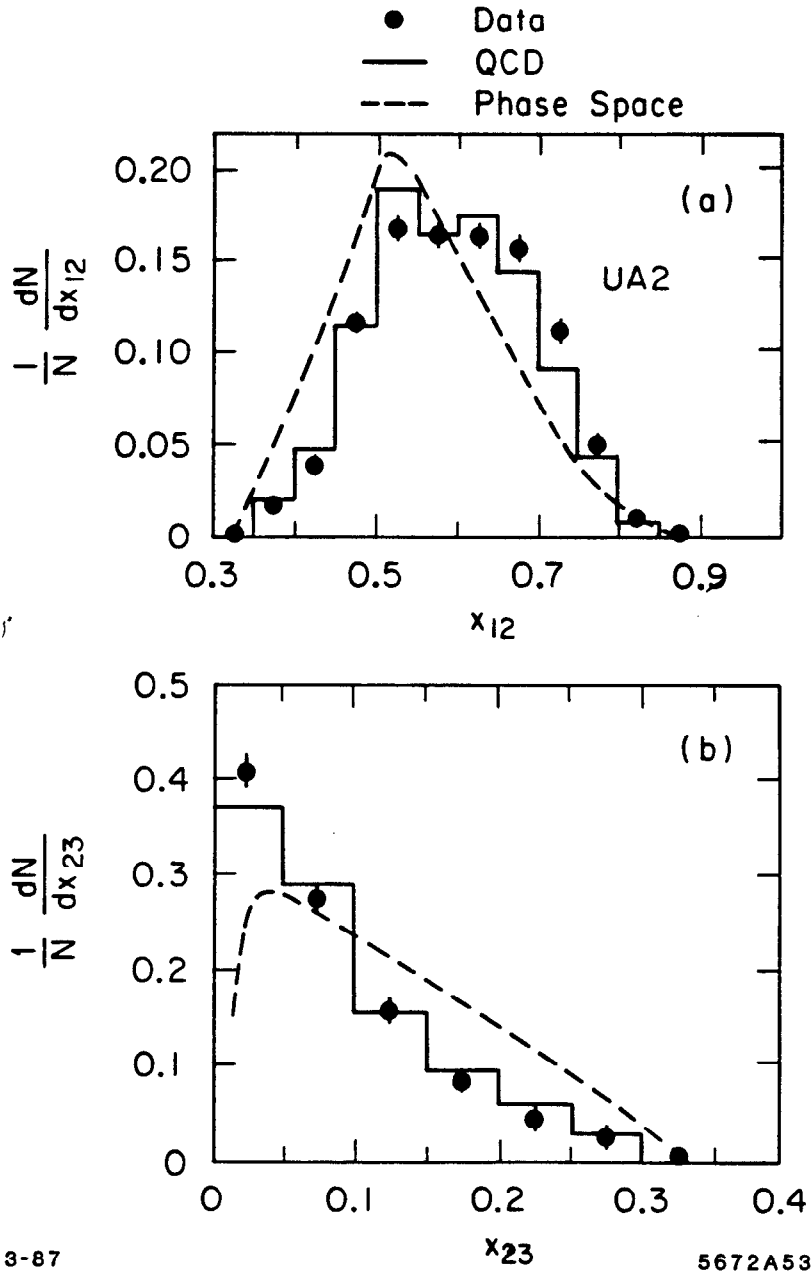 Data
QCD
Phase Space
0.20
(a)
0.15
UA2
0.10
0.05
0
1/N dN/dx12
0.3 0.5 0.7 0.9
x12
0.5
(b)
0.4
0.3
0.2
0.1
0
1/N dN/dx23
0 0.1 0.2 0.3 0.4
x23
3-87 5672A53